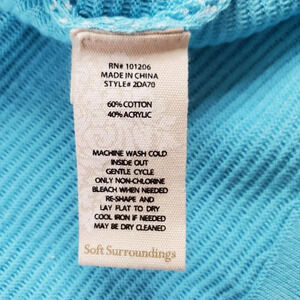 RN# 101206
MADE IN CHINA
STYLE# 2DA70
60% COTTON
40% ACRYLIC
MACHINE WASH COLD
INSIDE OUT
GENTLE CYCLE
ONLY NON-CHLORINE
BLEACH WHEN NEEDED
RE-SHAPE AND
LAY FLAT TO DRY
COOL IRON IF NEEDED
MAY BE DRY CLEANED
Soft Surroundings